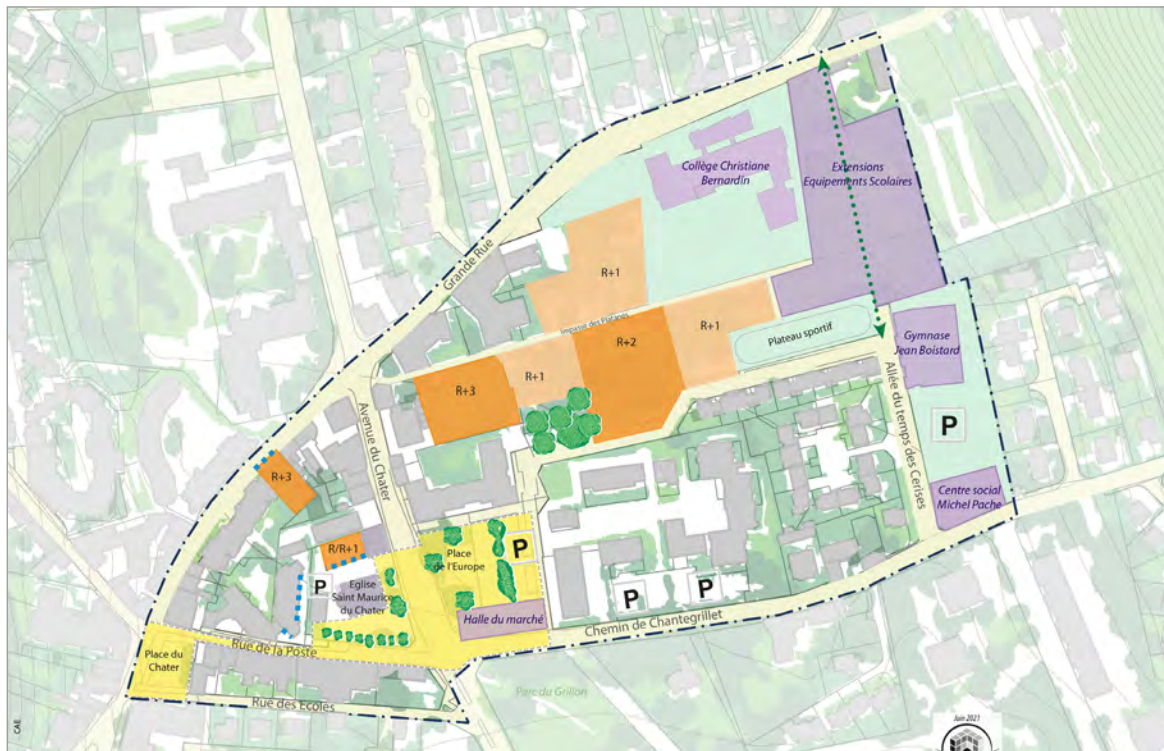 Collège Christiane
Bernardin
Extensions
Equipements Scolaires
Grande Rue
R+1
Impasse des Platanes
R+1
R+2
Plateau sportif
Gymnase
Jean Boistard
R+3
R+1
Avenue du Chater
Allée du temps des Cerises
P
R+3
Centre social
Michel Pache
R/R+1
Place
de l'Europe
P
P
Eglise
Saint Maurice
du Chater
P
P
Halle du marché
Chemin de Chantegrillet
Rue de la Poste
Place du
Chater
Rue des Ecoles
Parc du Grillon
Juin 2021
CAE